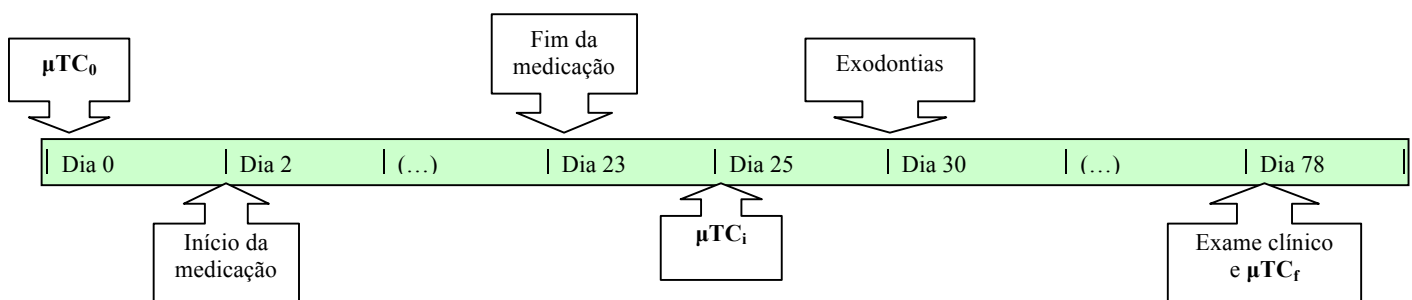 µTC₀
Fim da
medicação
Exodontias
Dia 0
Dia 2
(…)
Dia 23
Dia 25
Dia 30
(…)
Dia 78
Início da
medicação
µTCᵢ
Exame clínico
e µTCf